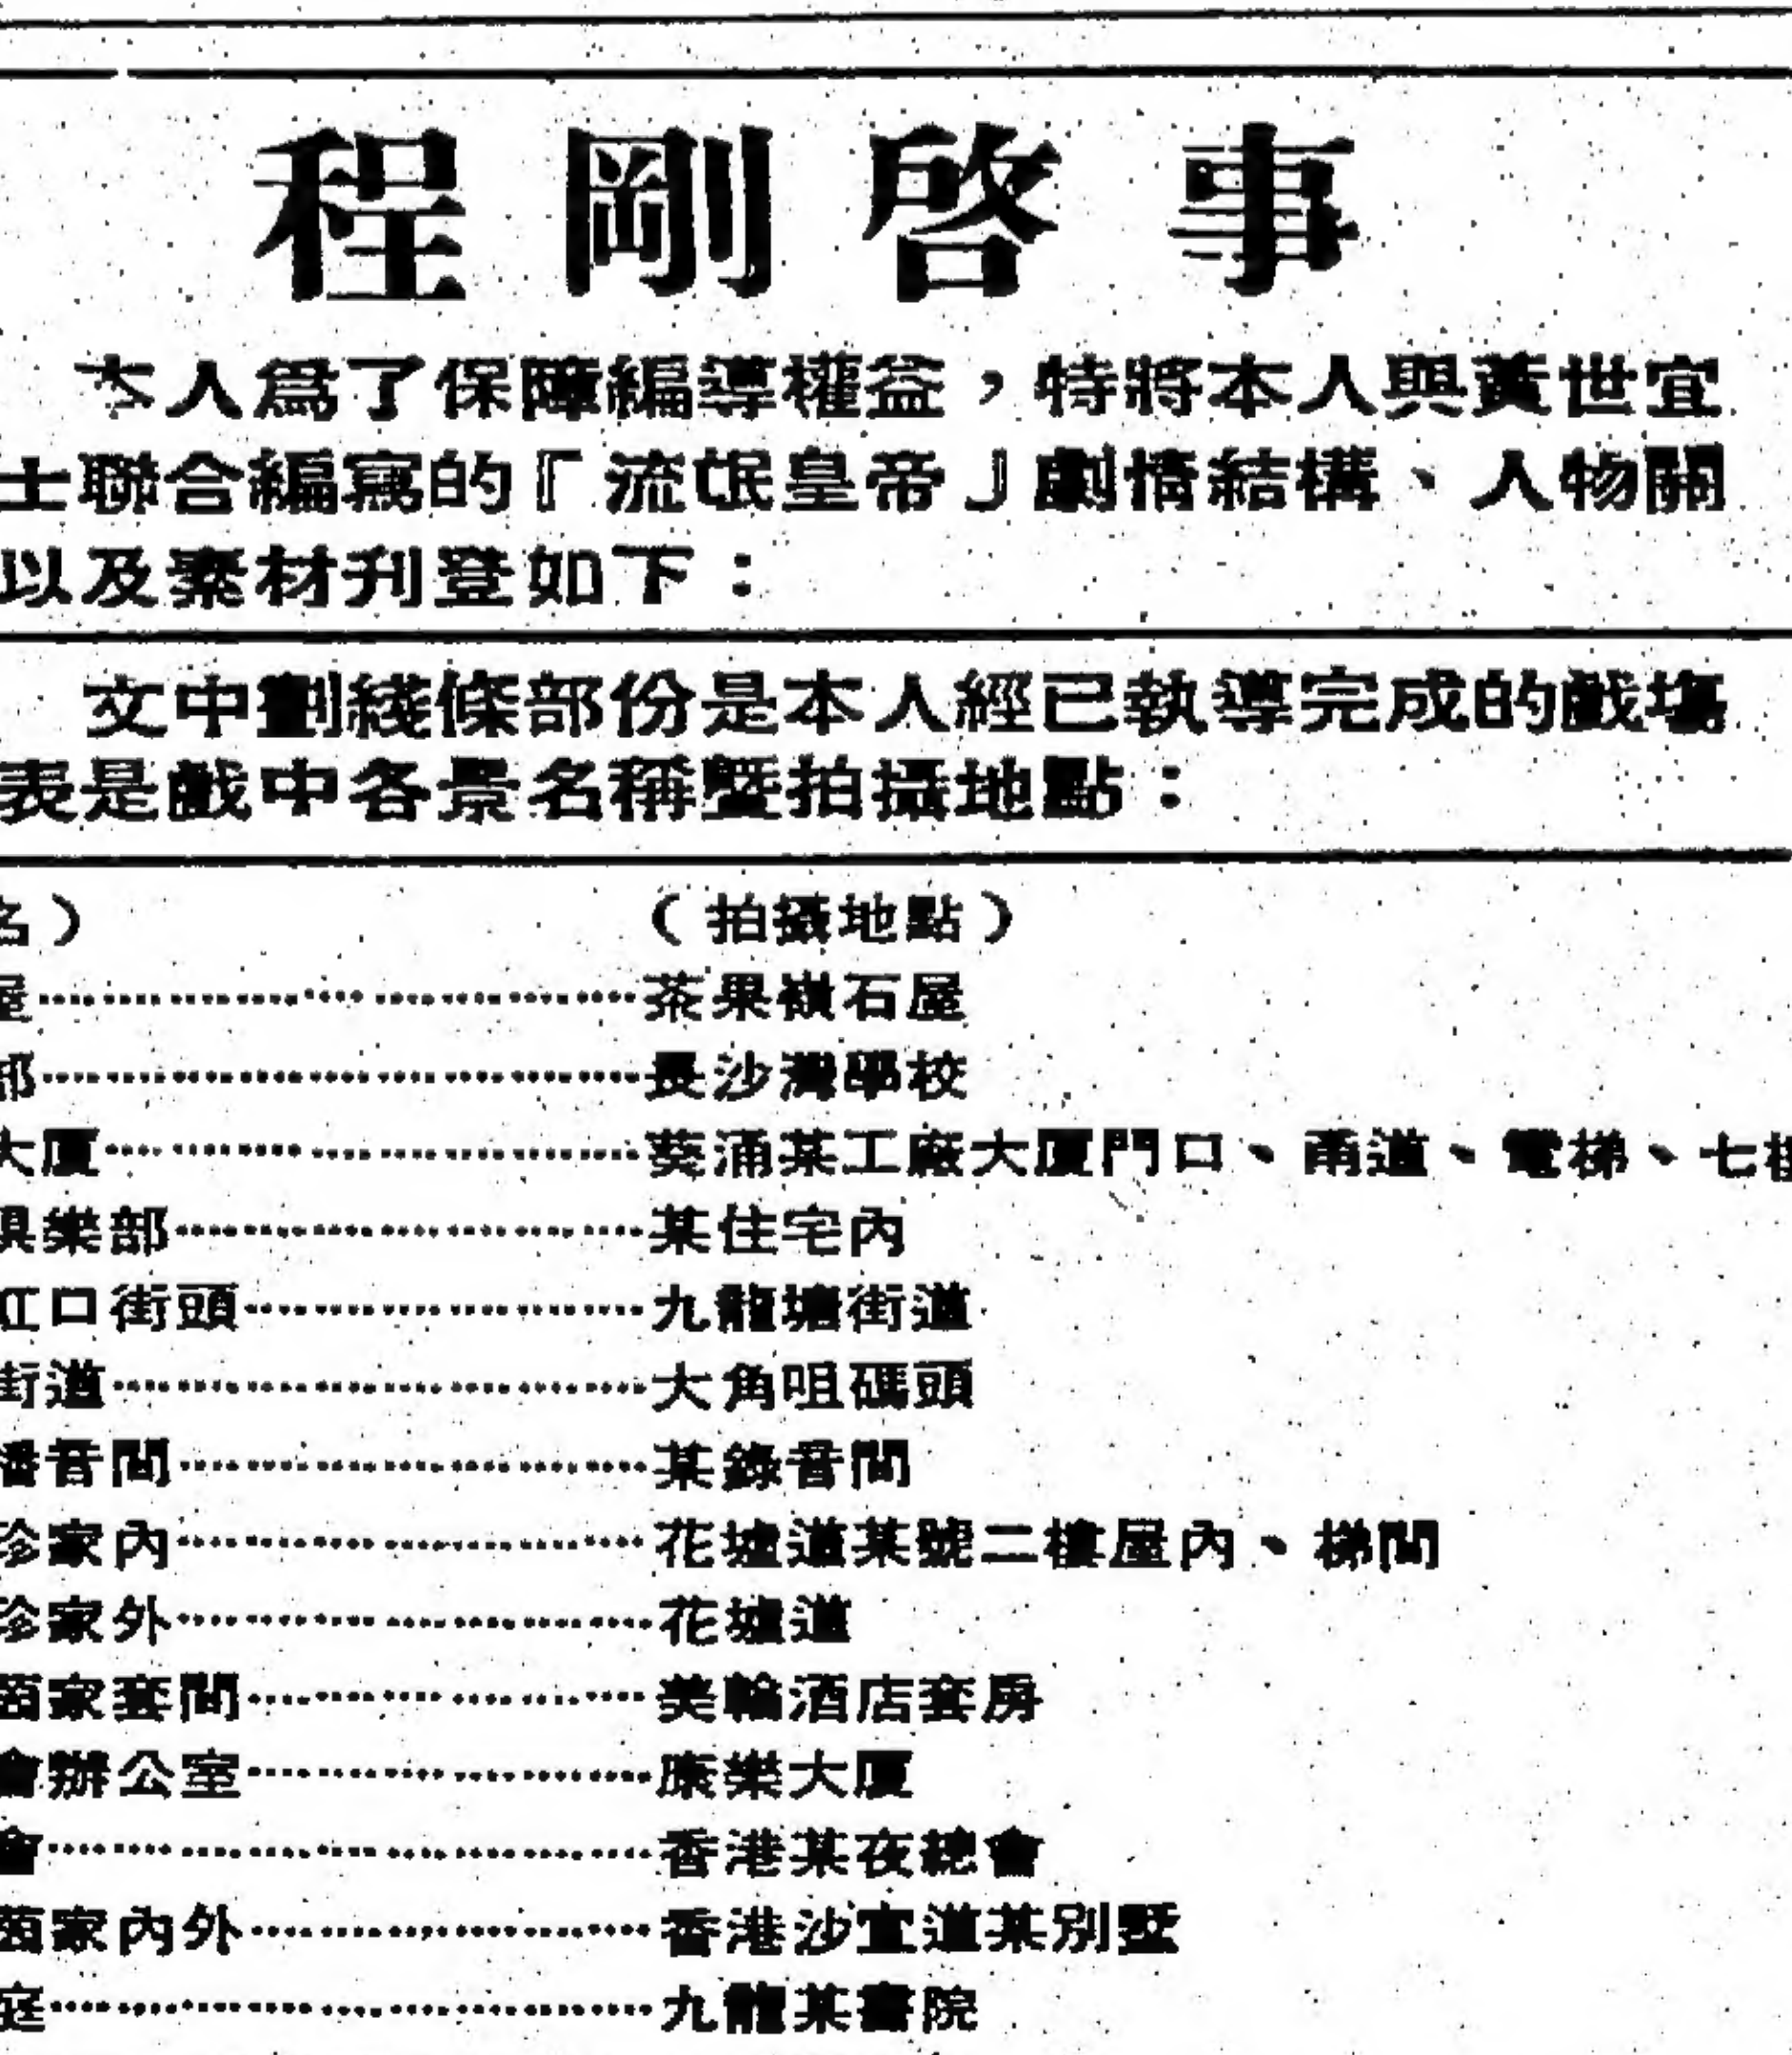 程剛啓事
本人爲了保障編導權益，特將本人與黃世宜
士聯合編寫的『流氓皇帝』劇情結構、人物關
以及素材刋登如下：
文中劃綫條部份是本人經已執導完成的戲場
表是戲中各景名稱暨拍攝地點：
名）（拍攝地點）
屋⋯⋯⋯⋯⋯⋯⋯⋯⋯茶果嶺石屋
部⋯⋯⋯⋯⋯⋯⋯⋯⋯長沙灣學校
大厦⋯⋯⋯⋯⋯⋯⋯⋯葵涌某工廠大厦門口、甬道、電梯、七樓
俱樂部⋯⋯⋯⋯⋯⋯⋯某住宅內
虹口街頭⋯⋯⋯⋯⋯⋯九龍塘街道
街道⋯⋯⋯⋯⋯⋯⋯⋯大角咀碼頭
播音間⋯⋯⋯⋯⋯⋯⋯某錄音間
珍家內⋯⋯⋯⋯⋯⋯⋯花墟道某號二樓屋內、梯間
珍家外⋯⋯⋯⋯⋯⋯⋯花墟道
茵家套間⋯⋯⋯⋯⋯⋯美輪酒店套房
會辦公室⋯⋯⋯⋯⋯⋯康樂大厦
會⋯⋯⋯⋯⋯⋯⋯⋯⋯香港某夜總會
茵家內外⋯⋯⋯⋯⋯⋯香港沙宣道某別墅
庭⋯⋯⋯⋯⋯⋯⋯⋯⋯九龍某書院